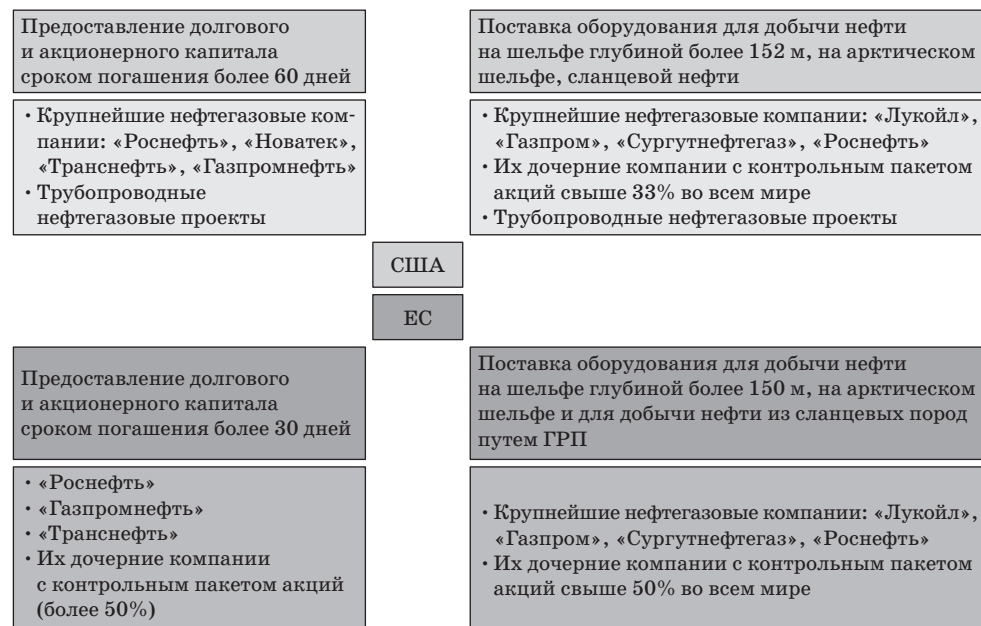 Предоставление долгового
и акционерного капитала
сроком погашения более 60 дней
Поставка оборудования для добычи нефти
на шельфе глубиной более 152 м, на арктическом
шельфе, сланцевой нефти
· Крупнейшие нефтегазовые ком-
пании: «Роснефть», «Новатек»,
«Транснефть», «Газпромнефть»
· Трубопроводные
нефтегазовые проекты
· Крупнейшие нефтегазовые компании: «Лукойл»,
«Газпром», «Сургутнефтегаз», «Роснефть»
· Их дочерние компании с контрольным пакетом
акций свыше 33% во всем мире
· Трубопроводные нефтегазовые проекты
США
ЕС
Предоставление долгового
и акционерного капитала
сроком погашения более 30 дней
Поставка оборудования для добычи нефти
на шельфе глубиной более 150 м, на арктическом
шельфе и для добычи нефти из сланцевых пород
путем ГРП
· «Роснефть»
· «Газпромнефть»
· «Транснефть»
· Их дочерние компании
с контрольным пакетом акций
(более 50%)
· Крупнейшие нефтегазовые компании: «Лукойл»,
«Газпром», «Сургутнефтегаз», «Роснефть»
· Их дочерние компании с контрольным пакетом
акций свыше 50% во всем мире